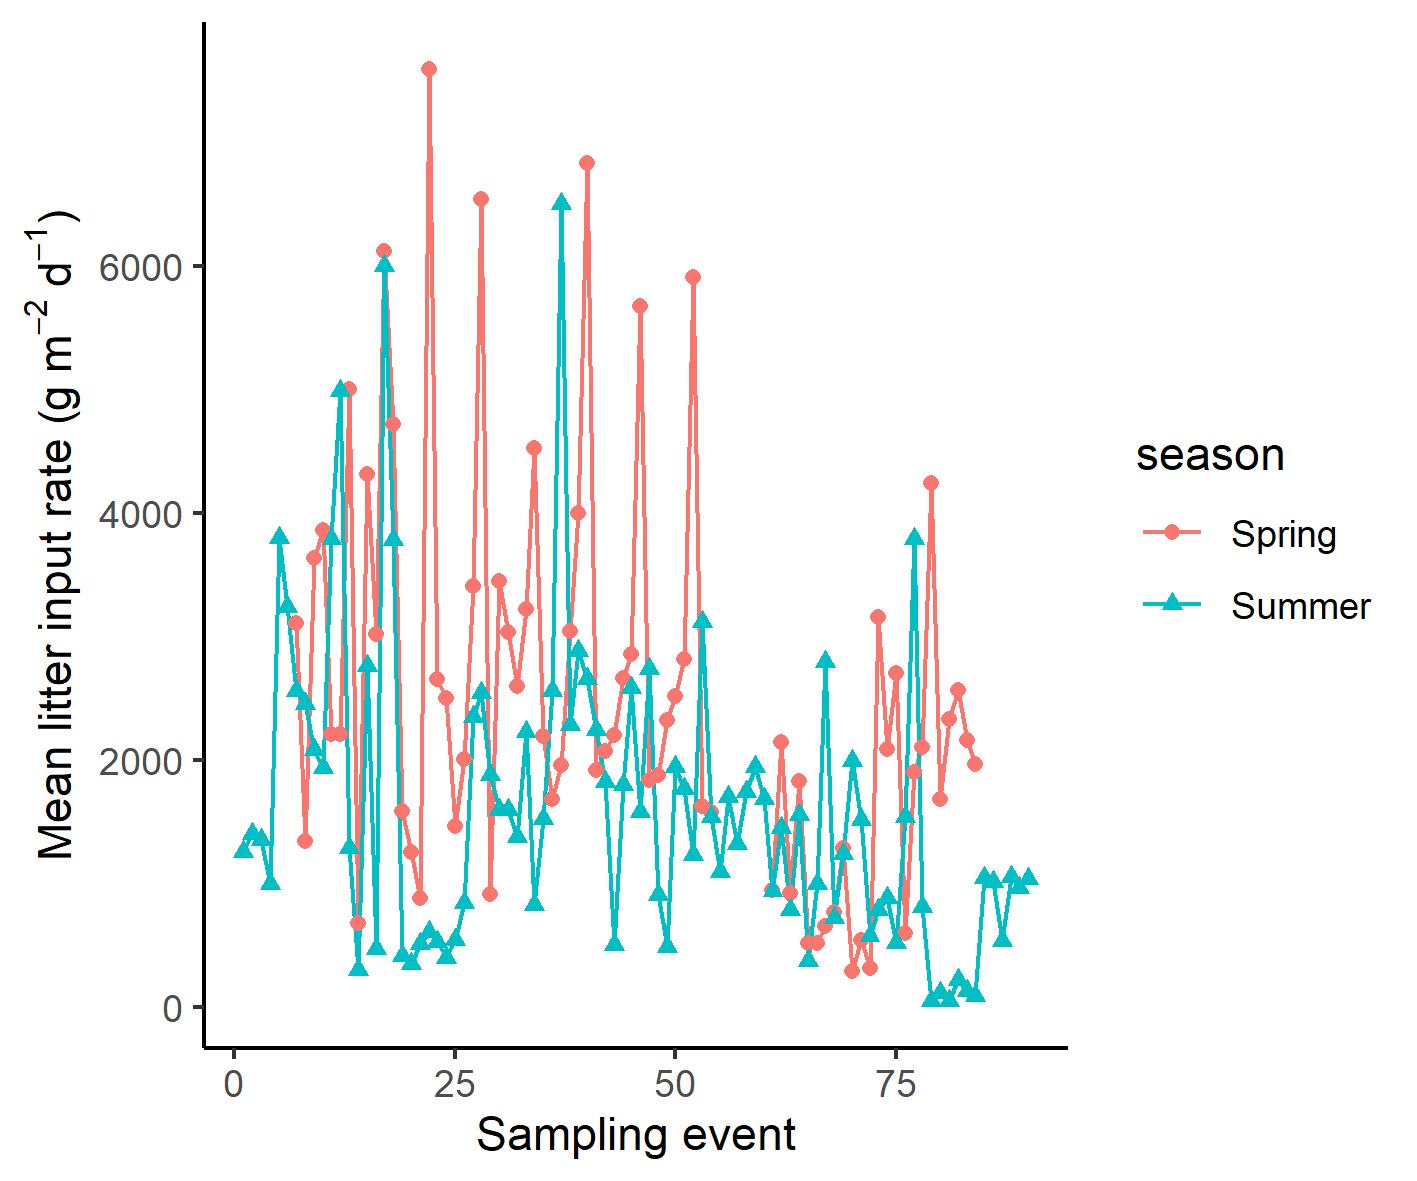 Mean litter input rate (g m⁻² d⁻¹)
6000
4000
2000
0
0 25 50 75
Sampling event
season
Spring
Summer